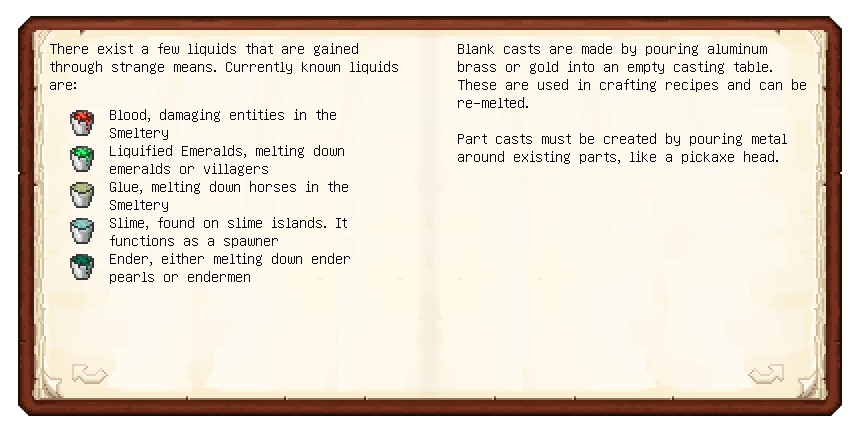 There exist a few liquids that are gained
through strange means. Currently known liquids
are:
Blood, damaging entities in the
Smeltery
Liquified Emeralds, melting down
emeralds or villagers
Glue, melting down horses in the
Smeltery
Slime, found on slime islands. It
functions as a spawner
Ender, either melting down ender
pearls or endermen
Blank casts are made by pouring aluminum
brass or gold into an empty casting table.
These are used in crafting recipes and can be
re-melted.
Part casts must be created by pouring metal
around existing parts, like a pickaxe head.